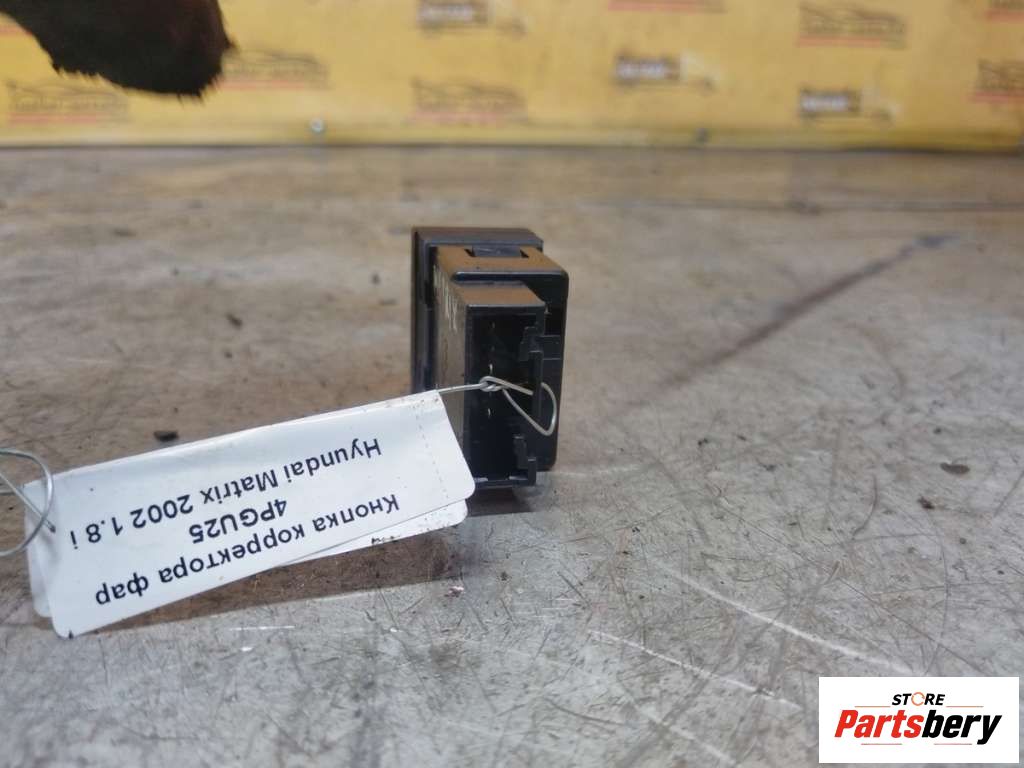 Кнопка корректора фар
4PGU25
Hyundai Matrix 2002 1.8 i
STORE
Partsbery